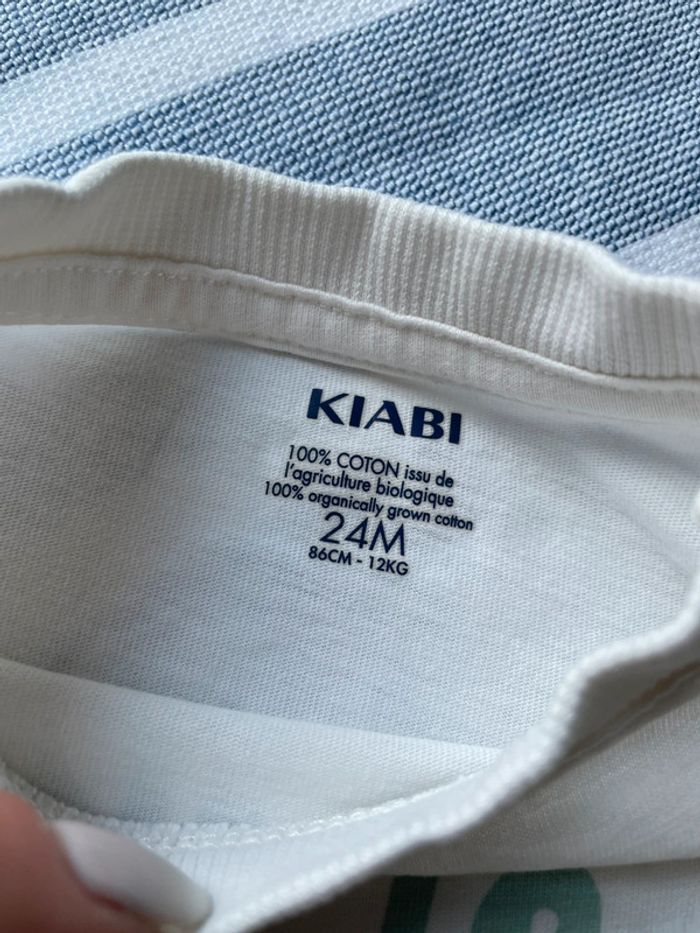 KIABI
100% COTON issu de
l'agriculture biologique
100% organically grown cotton
24M
86CM - 12KG